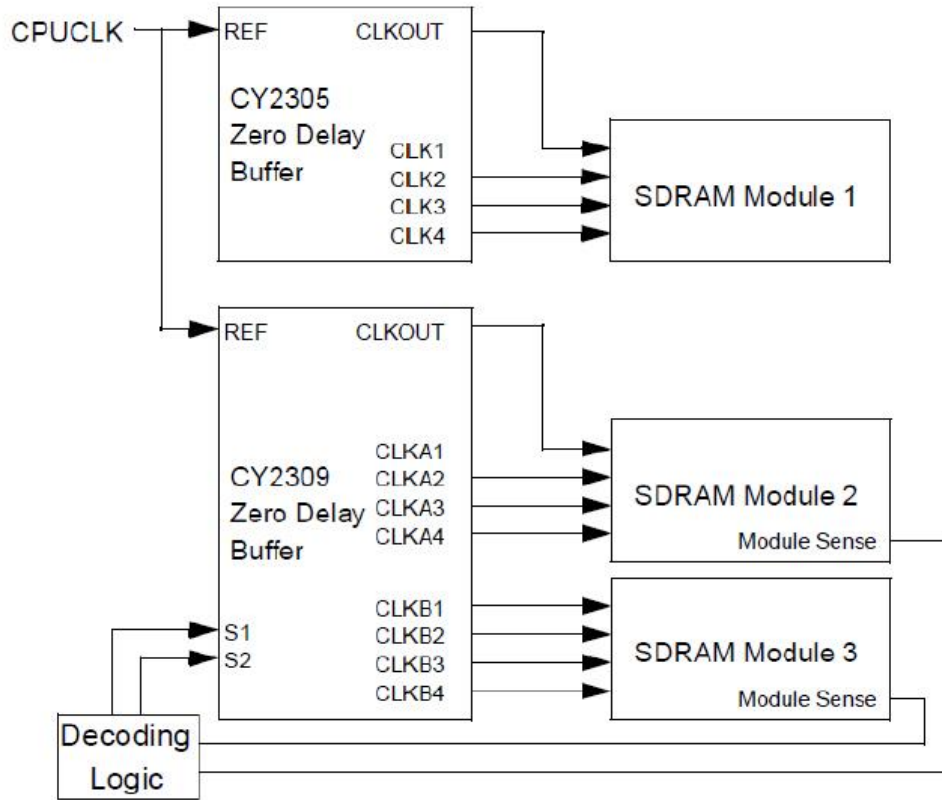 CPUCLK
REF
CLKOUT
CY2305
Zero Delay
Buffer
CLK1
CLK2
CLK3
CLK4
SDRAM Module 1
REF
CLKOUT
CY2309
Zero Delay
Buffer
CLKA1
CLKA2
CLKA3
CLKA4
SDRAM Module 2
Module Sense
CLKB1
CLKB2
CLKB3
CLKB4
S1
S2
SDRAM Module 3
Module Sense
Decoding
Logic